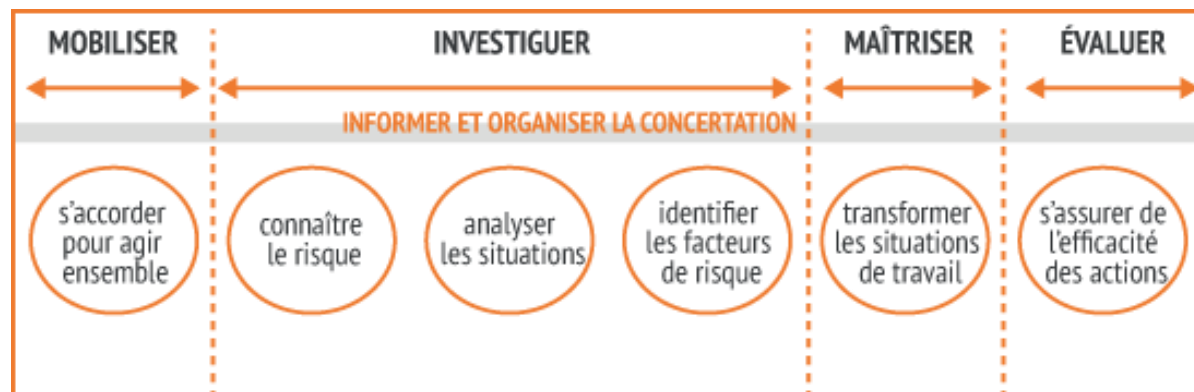 MOBILISER
INVESTIGUER
MAÎTRISER
ÉVALUER
INFORMER ET ORGANISER LA CONCERTATION
s'accorder
pour agir
ensemble
connaître
le risque
analyser
les situations
identifier
les facteurs
de risque
transformer
les situations
de travail
s'assurer de
l'efficacité
des actions